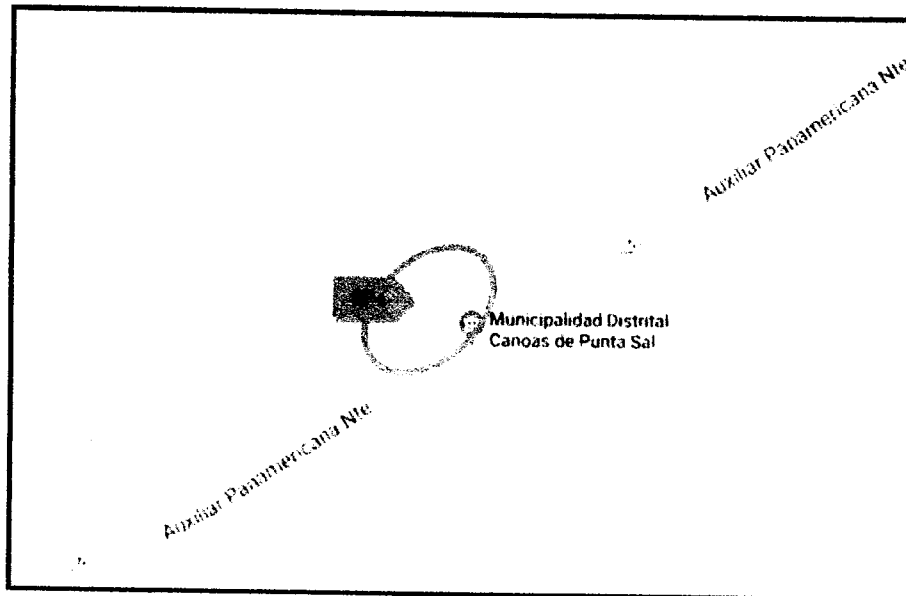 Auxiliar Panamericana Nte
Municipalidad Distrital
Canoas de Punta Sal
Auxiliar Panamericana Nte